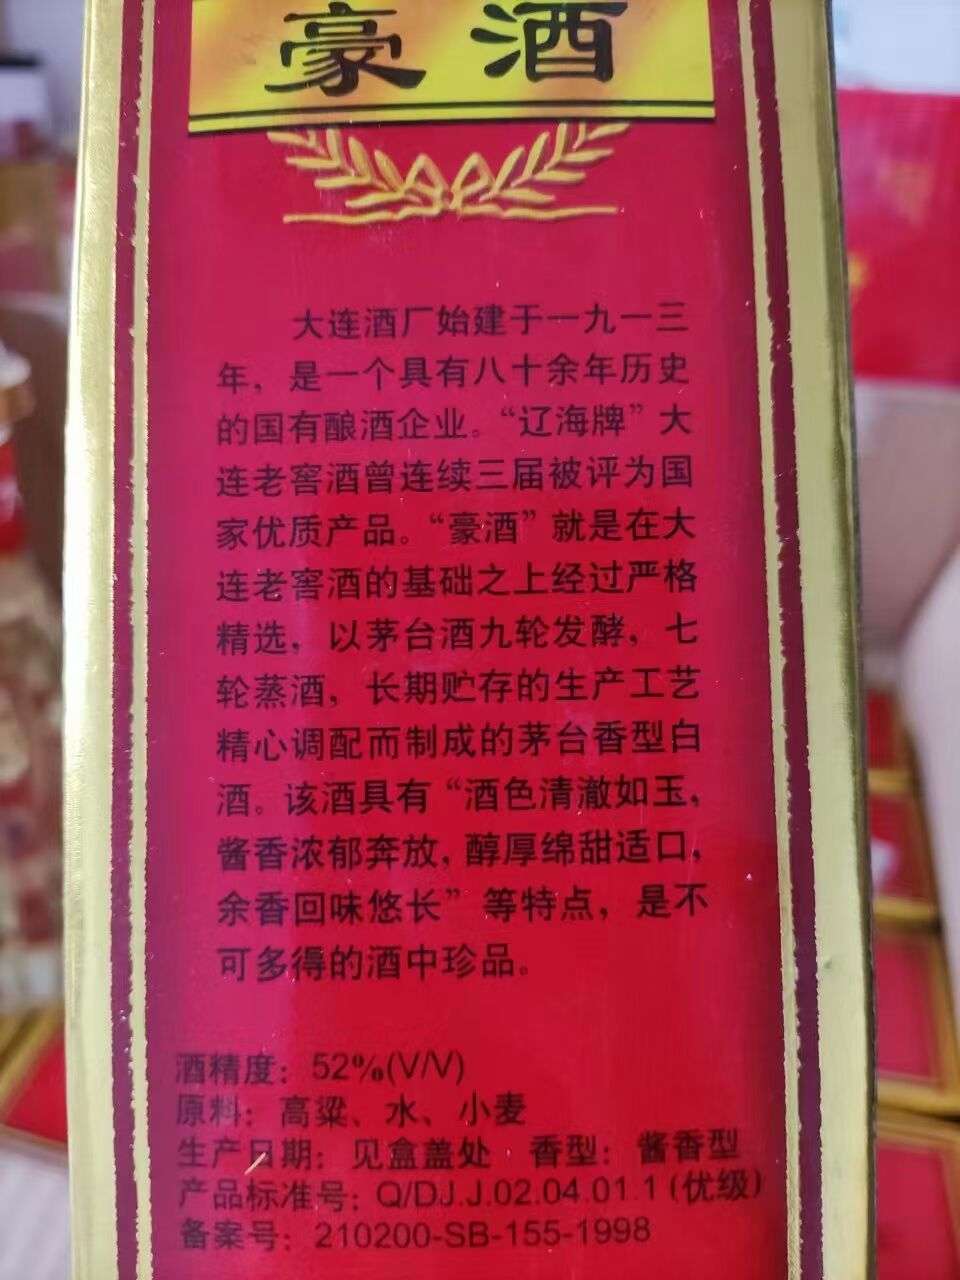 豪酒
大连酒厂始建于一九一三
年，是一个具有八十余年历史
的国有酿酒企业。“辽海牌”大
连老窖酒曾连续三届被评为国
家优质产品。“豪酒”就是在大
连老窖酒的基础之上经过严格
精选，以茅台酒九轮发酵，七
轮蒸酒，长期贮存的生产工艺
精心调配而制成的茅台香型白
酒。该酒具有“酒色清澈如玉，
酱香浓郁奔放，醇厚绵甜适口，
余香回味悠长”等特点，是不
可多得的酒中珍品。
酒精度：52%(V/V)
原料：高粱、水、小麦
生产日期：见盒盖处 香型：酱香型
产品标准号：Q/DJ.J.02.04.01.1（优级）
备案号：210200-SB-155-1998